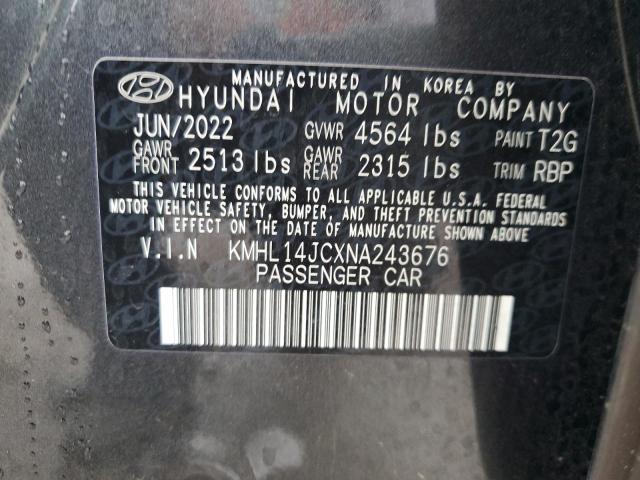 MANUFACTURED IN KOREA BY
HYUNDAI MOTOR COMPANY
JUN/2022 GVWR 4564 lbs PAINT T2G
GAWR FRONT 2513 lbs GAWR REAR 2315 lbs TRIM RBP
THIS VEHICLE CONFORMS TO ALL APPLICABLE U.S.A. FEDERAL
MOTOR VEHICLE SAFETY, BUMPER, AND THEFT PREVENTION STANDARDS
IN EFFECT ON THE DATE OF MANUFACTURE SHOWN ABOVE.
V.I.N KMHL14JCXNA243676
PASSENGER CAR